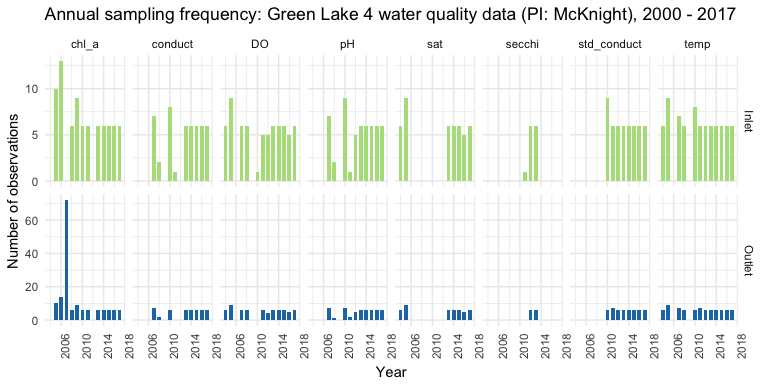 Annual sampling frequency: Green Lake 4 water quality data (PI: McKnight), 2000 - 2017
chl_a conduct DO pH sat secchi std_conduct temp
10
5
0
Inlet
Number of observations
60
40
20
0
Outlet
2006 2010 2014 2018 2006 2010 2014 2018 2006 2010 2014 2018 2006 2010 2014 2018 2006 2010 2014 2018 2006 2010 2014 2018 2006 2010 2014 2018 2006 2010 2014 2018
Year